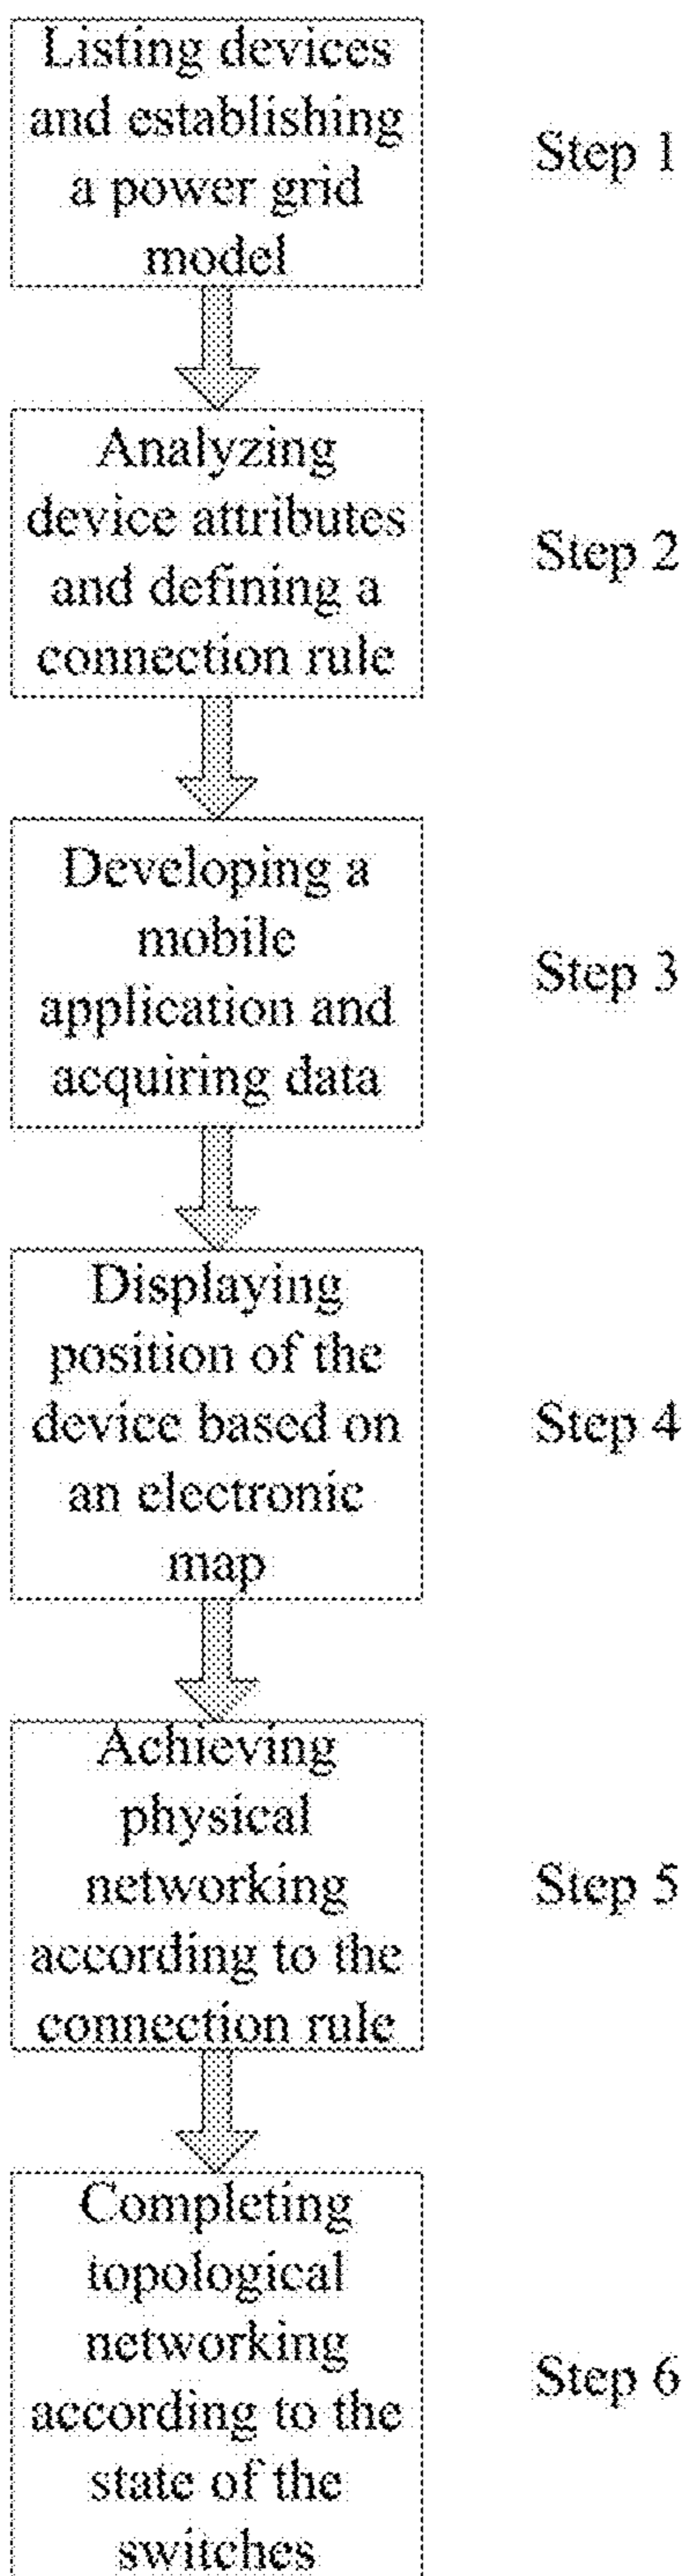 Listing devices
and establishing
a power grid
model
Step 1
Analyzing
device attributes
and defining a
connection rule
Step 2
Developing a
mobile
application and
acquiring data
Step 3
Displaying
position of the
device based on
an electronic
map
Step 4
Achieving
physical
networking
according to the
connection rule
Step 5
Completing
topological
networking
according to the
state of the
switches
Step 6